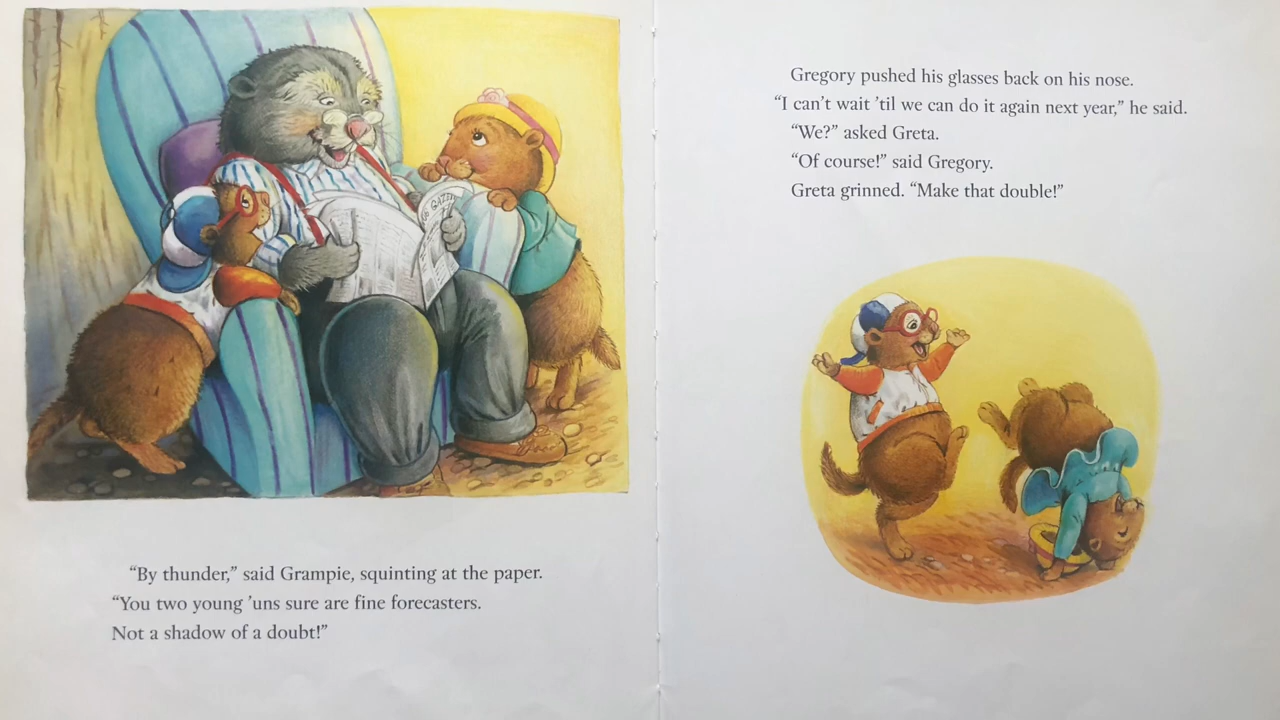 GAZE
"By thunder," said Grampie, squinting at the paper.
"You two young 'uns sure are fine forecasters.
Not a shadow of a doubt!"
Gregory pushed his glasses back on his nose.
"I can't wait 'til we can do it again next year," he said.
"We?" asked Greta.
"Of course!" said Gregory.
Greta grinned. "Make that double!"